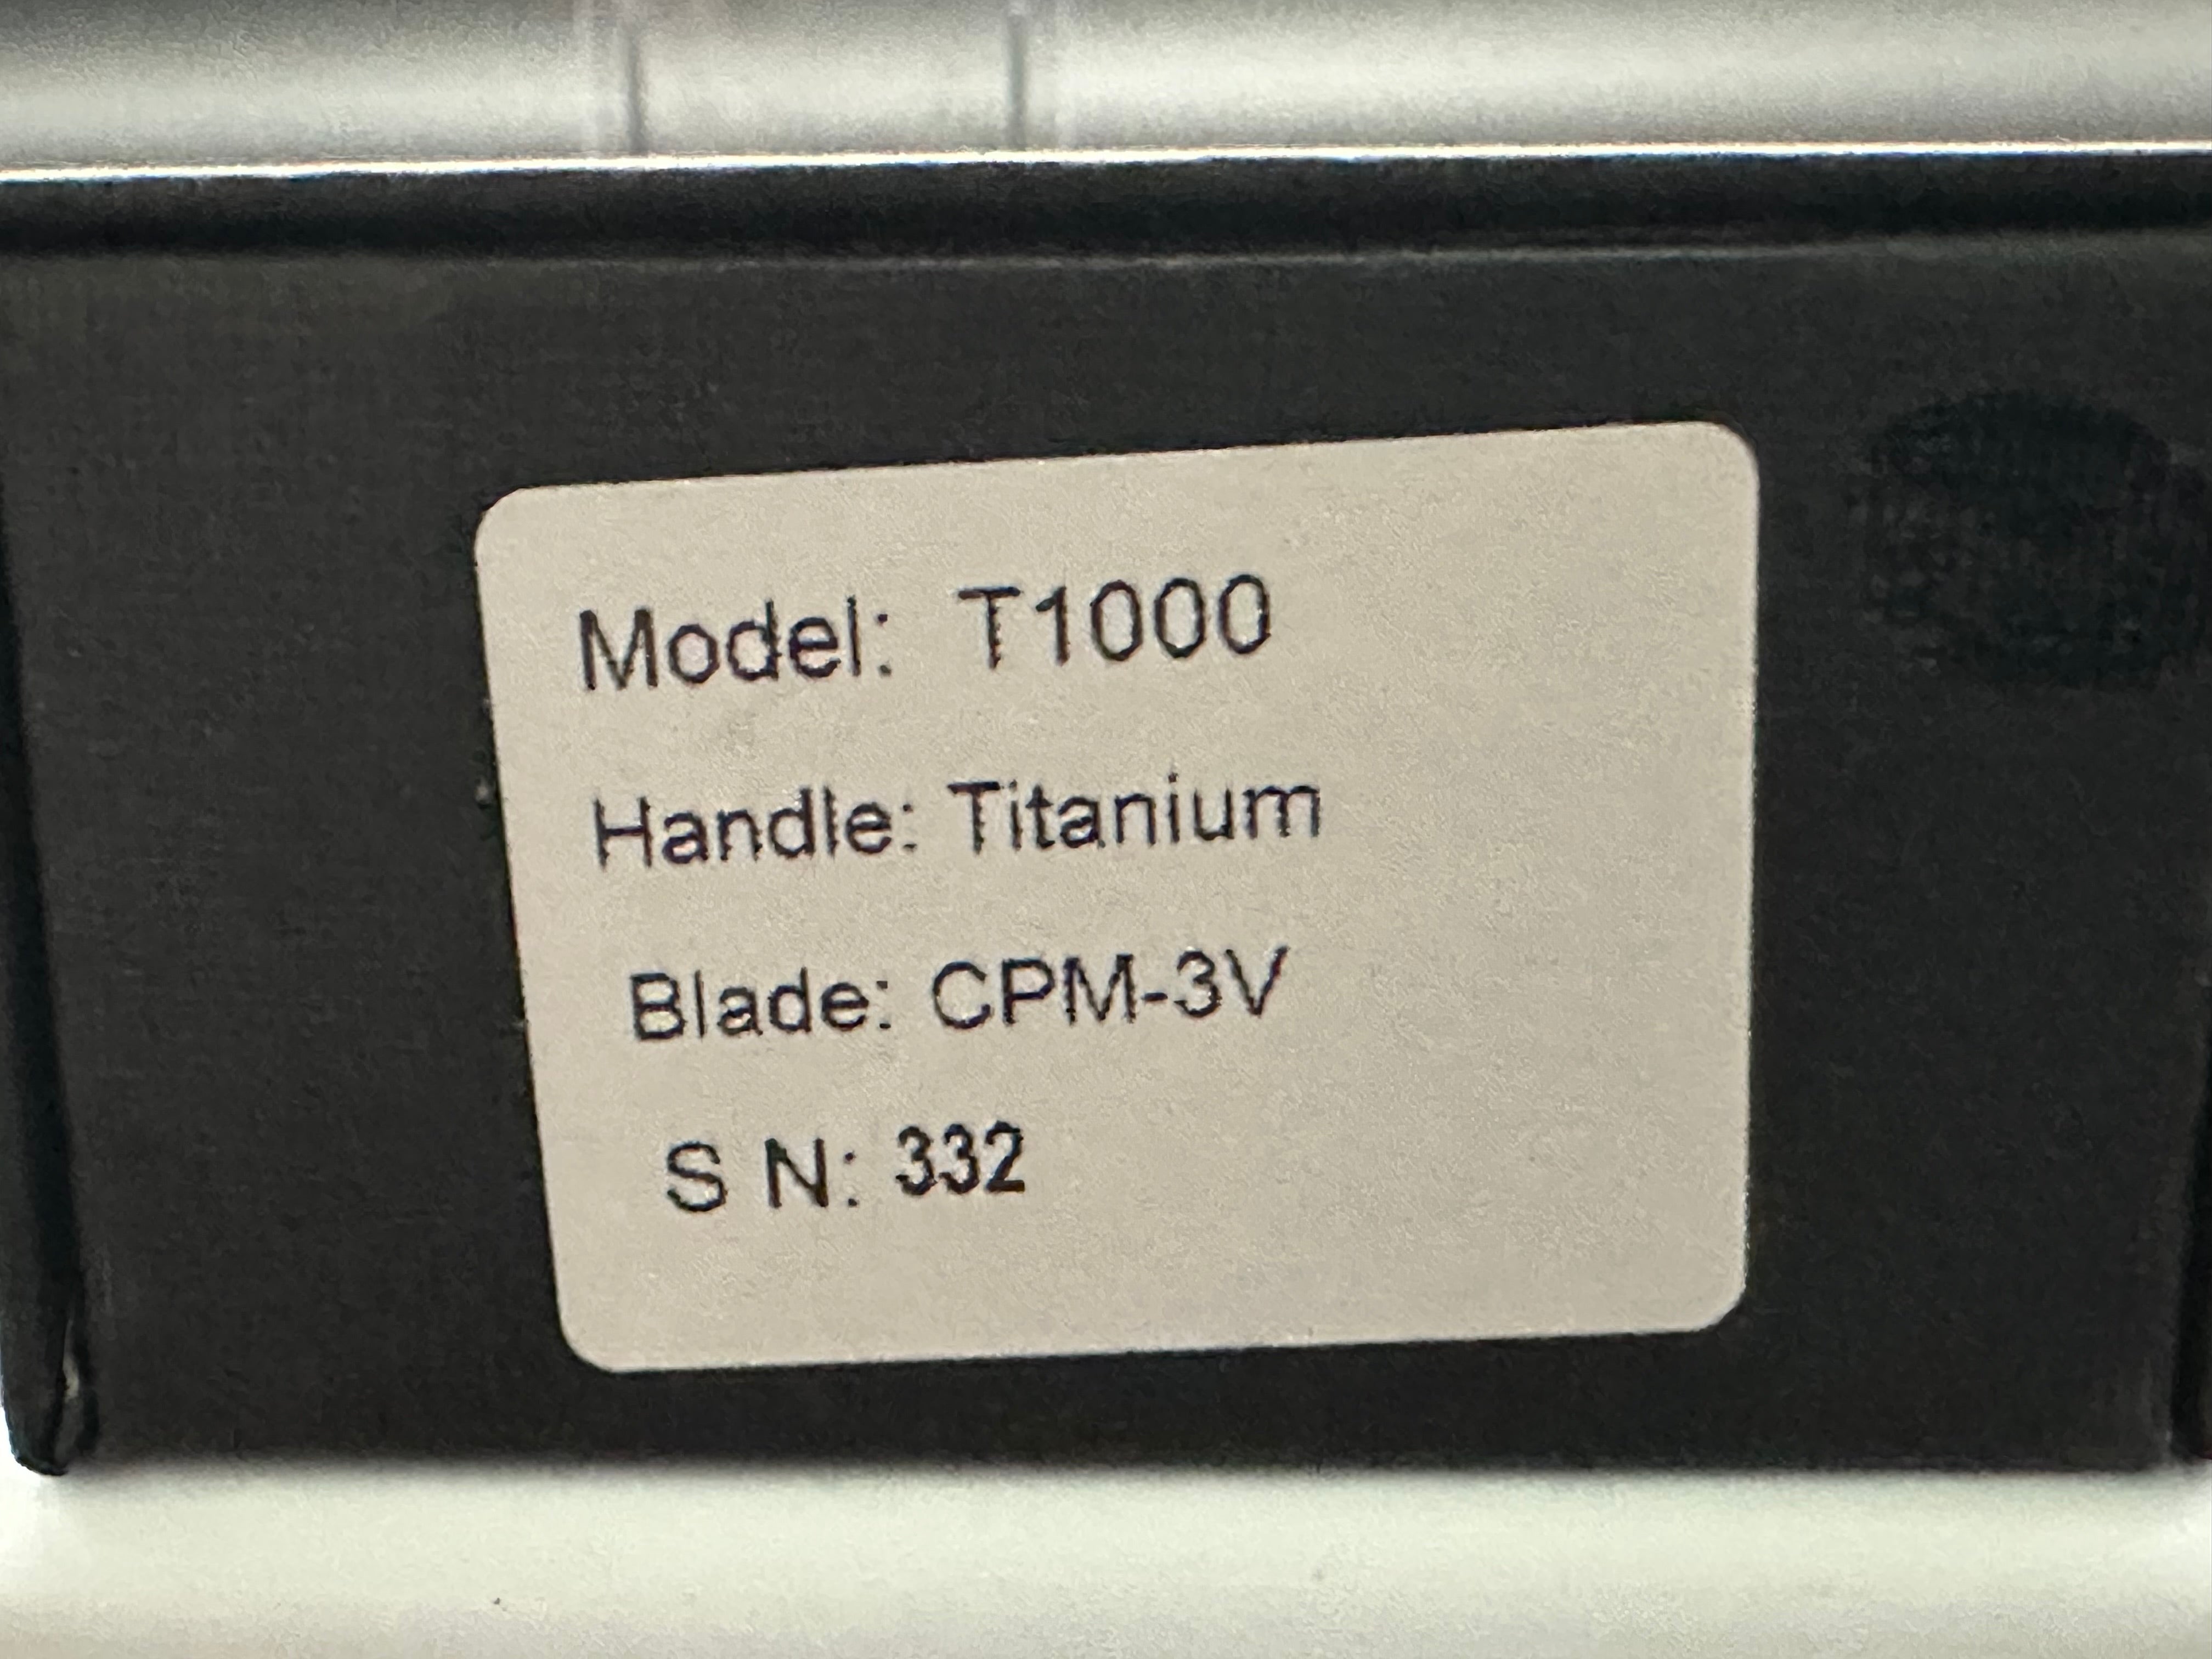 Model: T1000
Handle: Titanium
Blade: CPM-3V
S N: 332